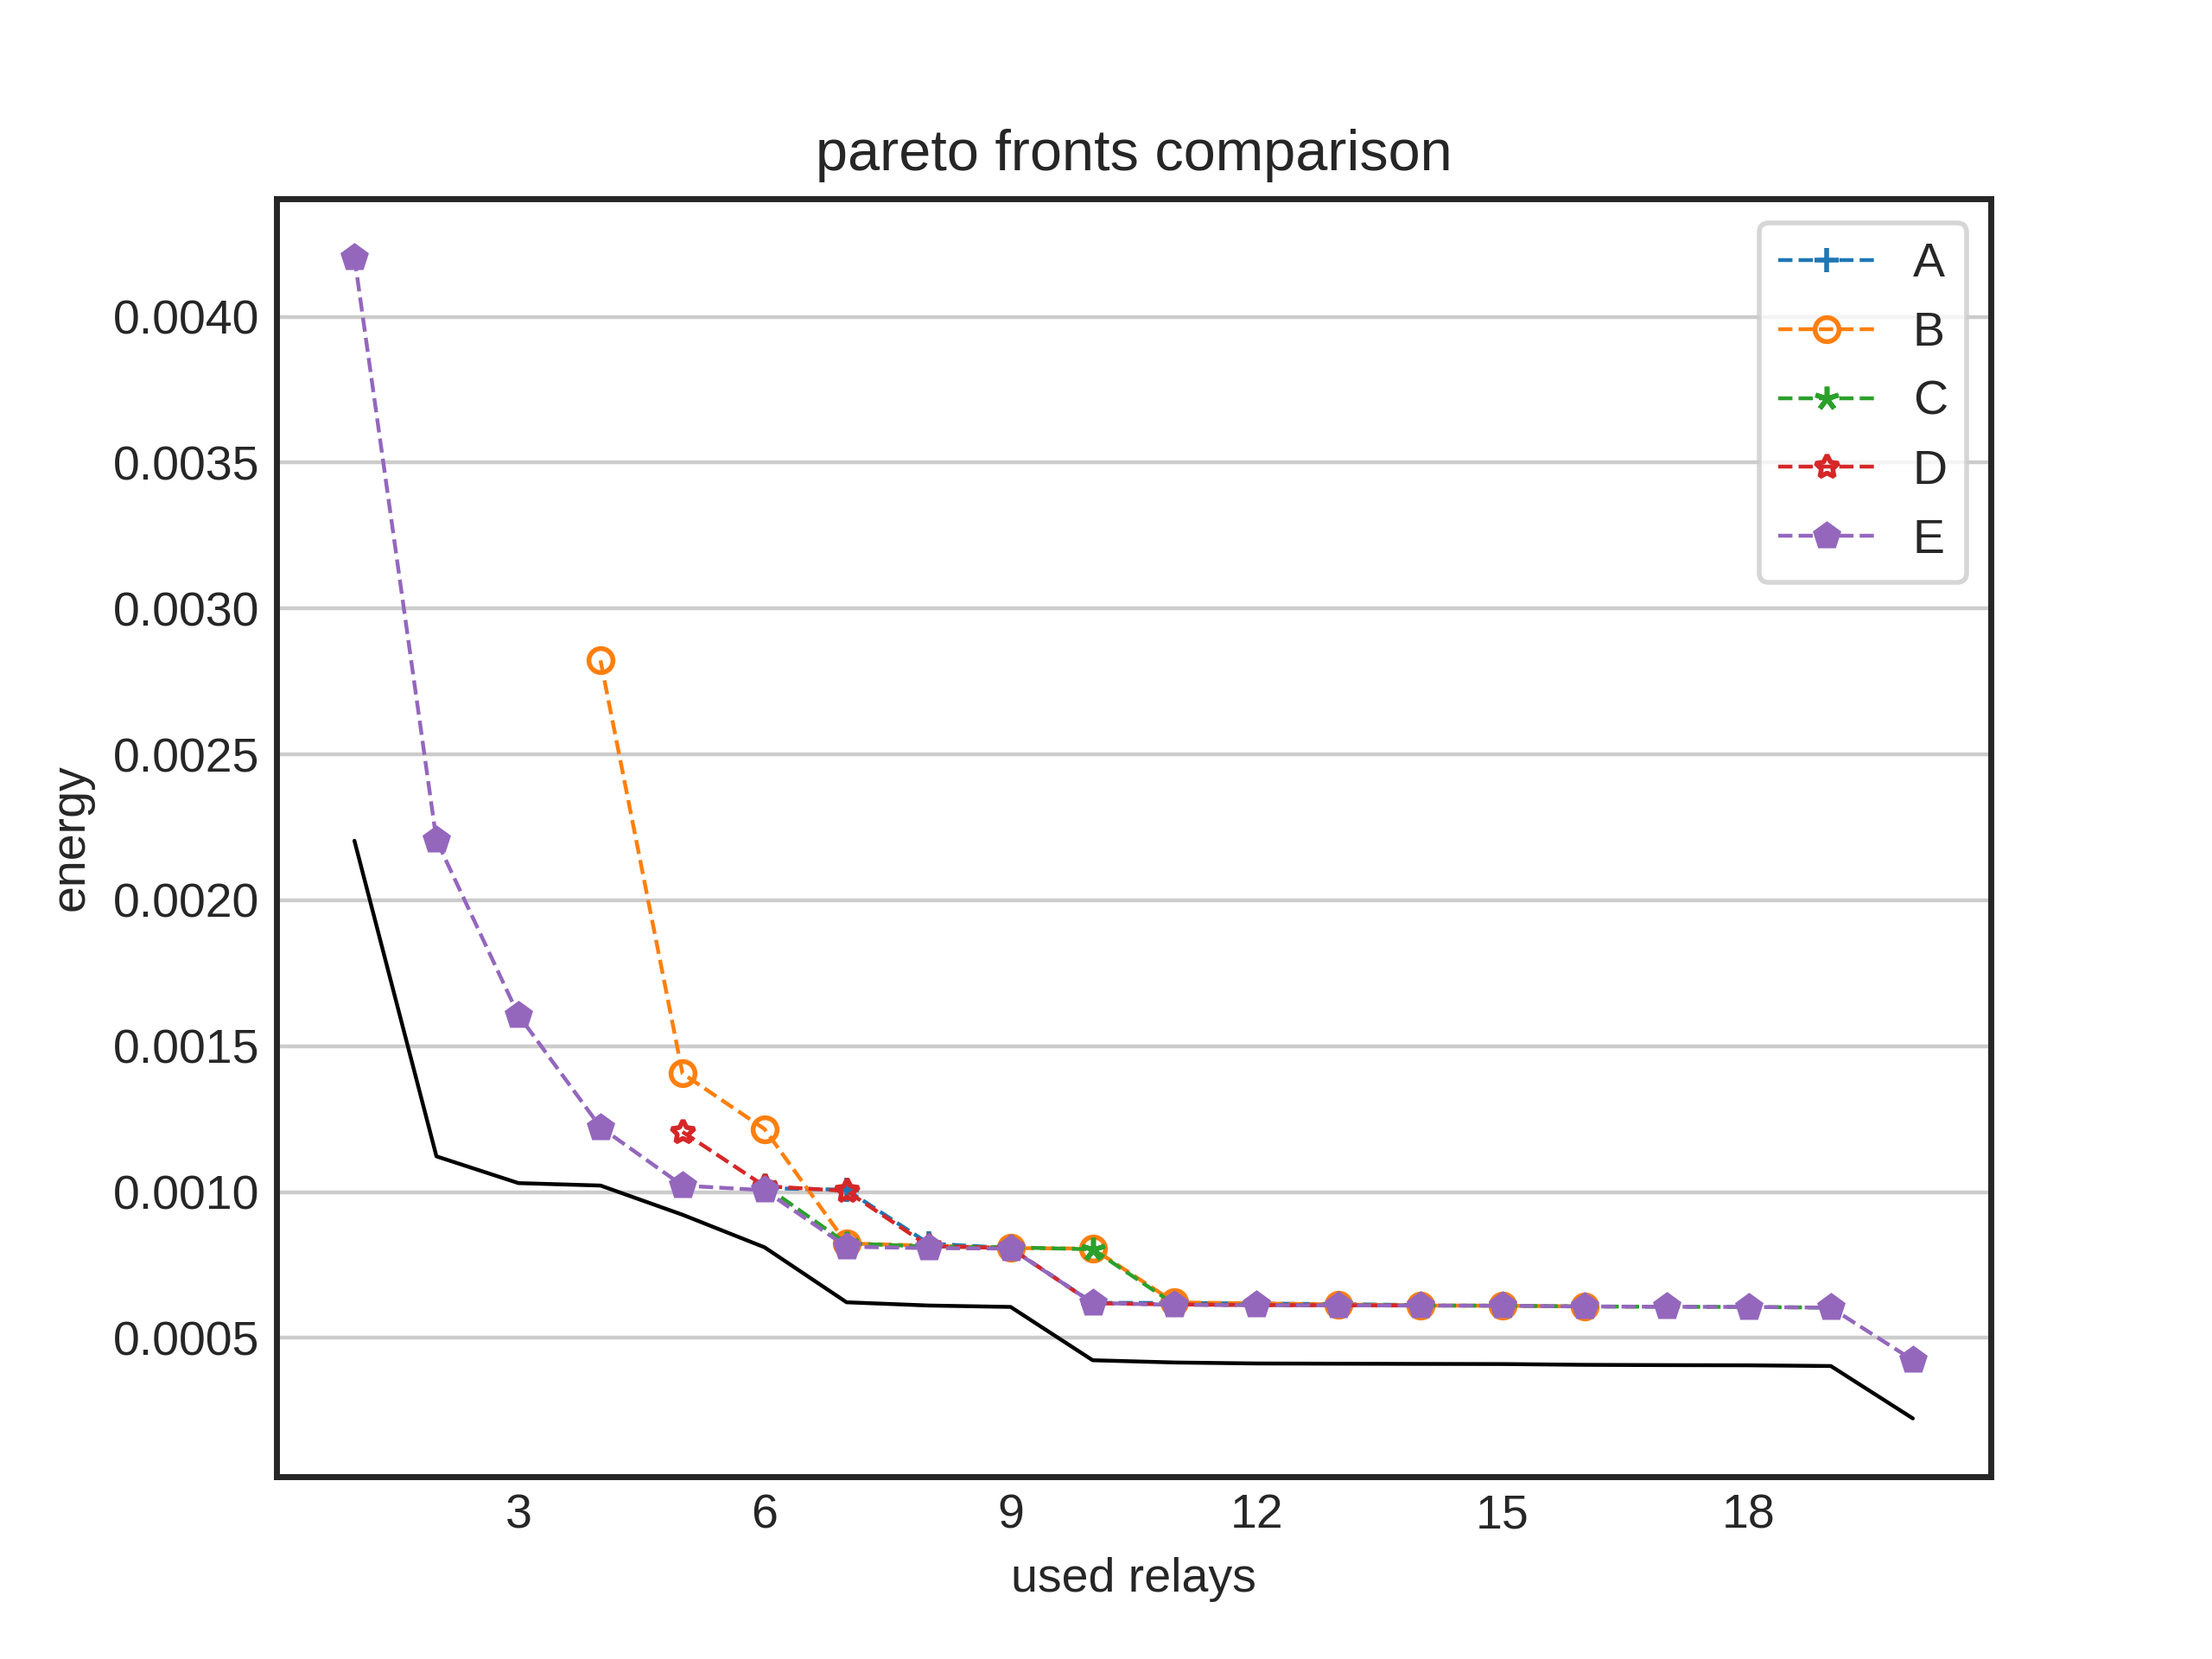 pareto fronts comparison
A
B
C
D
E
0.0040
0.0035
0.0030
0.0025
0.0020
0.0015
0.0010
0.0005
energy
3 6 9 12 15 18
used relays